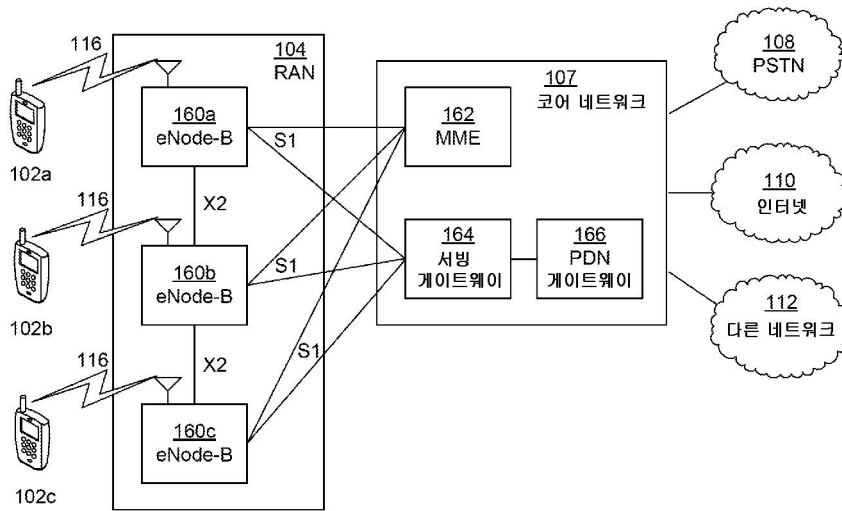 116
102a
116
102b
116
102c
104
RAN
160a
eNode-B
X2
160b
eNode-B
X2
160c
eNode-B
S1
S1
S1
107
코어 네트워크
162
MME
164
서빙
게이트웨이
166
PDN
게이트웨이
108
PSTN
110
인터넷
112
다른 네트워크